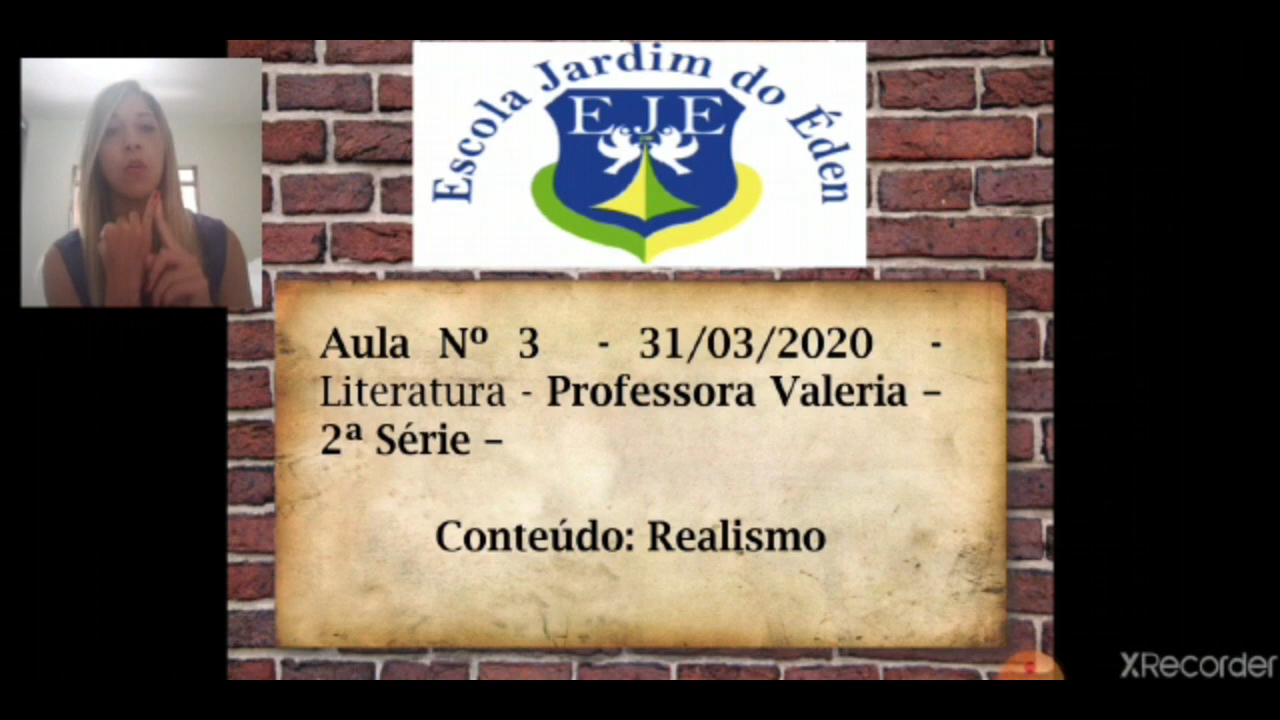 Escola Jardim do Éden
EJE
Aula Nº 3 - 31/03/2020 -
Literatura - Professora Valeria –
2ª Série –
Conteúdo: Realismo
XRecorder